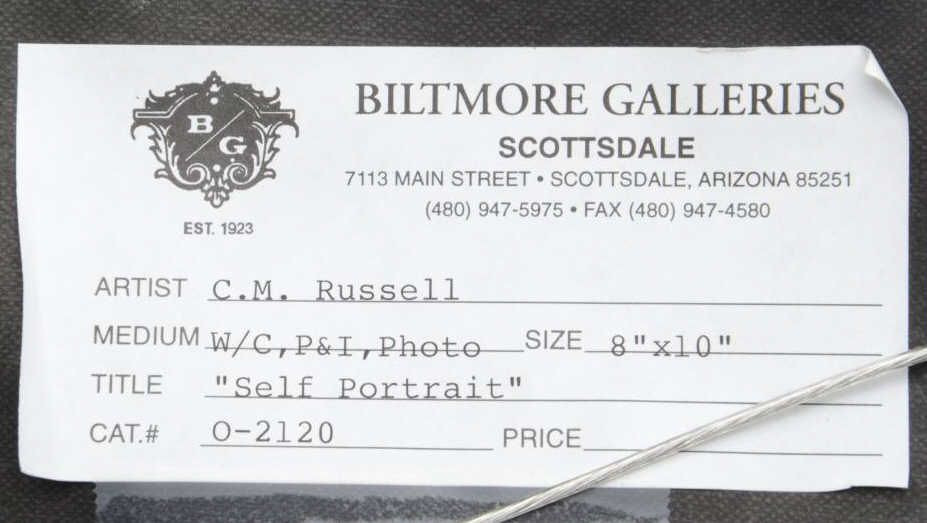 B G
EST. 1923
BILTMORE GALLERIES
SCOTTSDALE
7113 MAIN STREET • SCOTTSDALE, ARIZONA 85251
(480) 947-5975 • FAX (480) 947-4580
ARTIST C.M. Russell
MEDIUM W/C,P&I,Photo SIZE 8"x10"
TITLE "Self Portrait"
CAT.# O-2120 PRICE